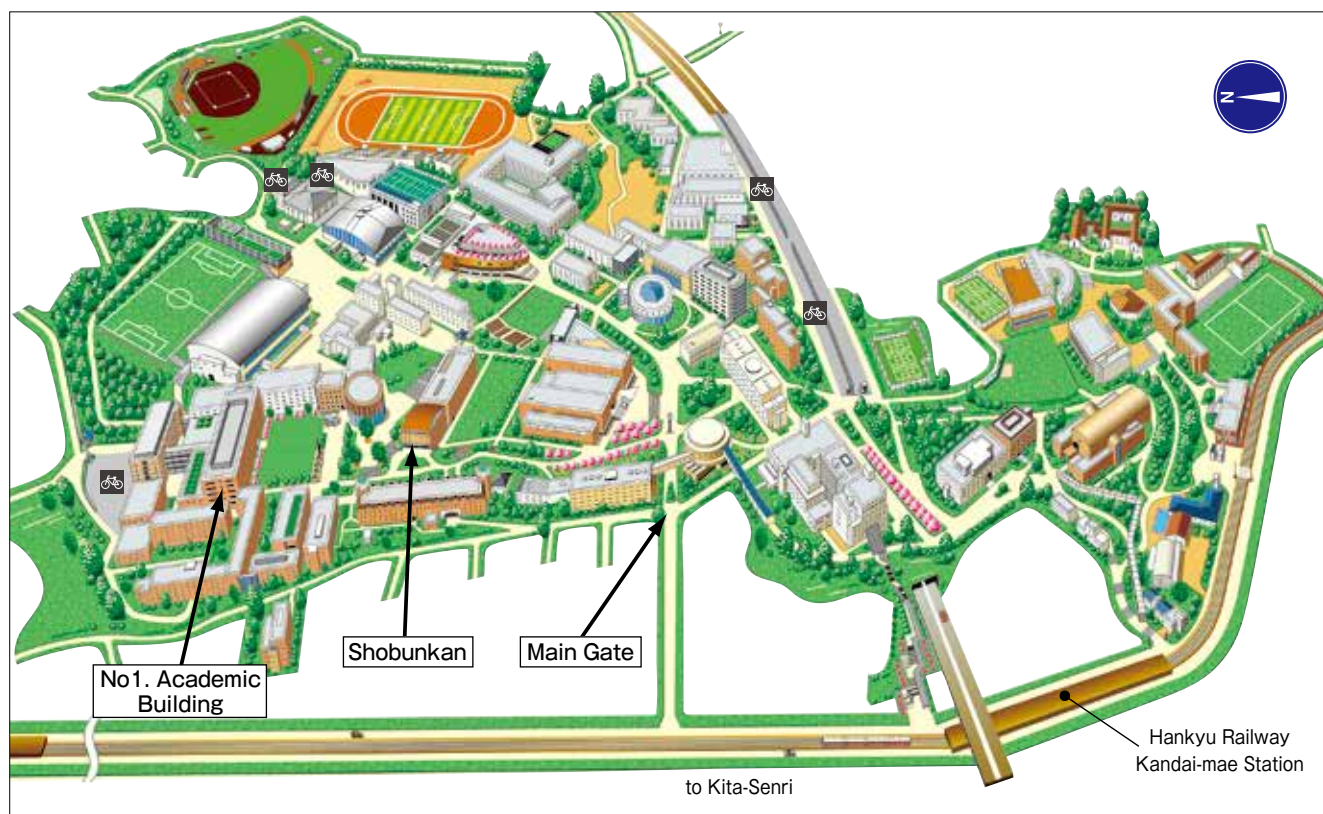 N
Shobunkan
Main Gate
No1. Academic
Building
Hankyu Railway
Kandai-mae Station
to Kita-Senri